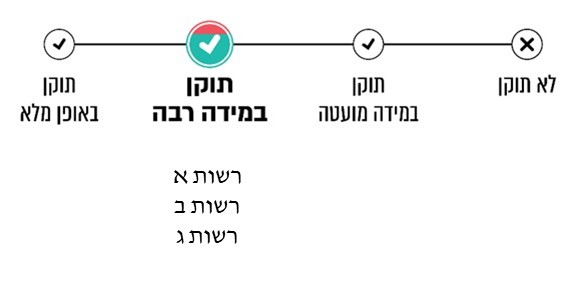 לא תוקן
תוקן
במידה מועטה
תוקן
במידה רבה
תוקן
באופן מלא
רשות א
רשות ב
רשות ג